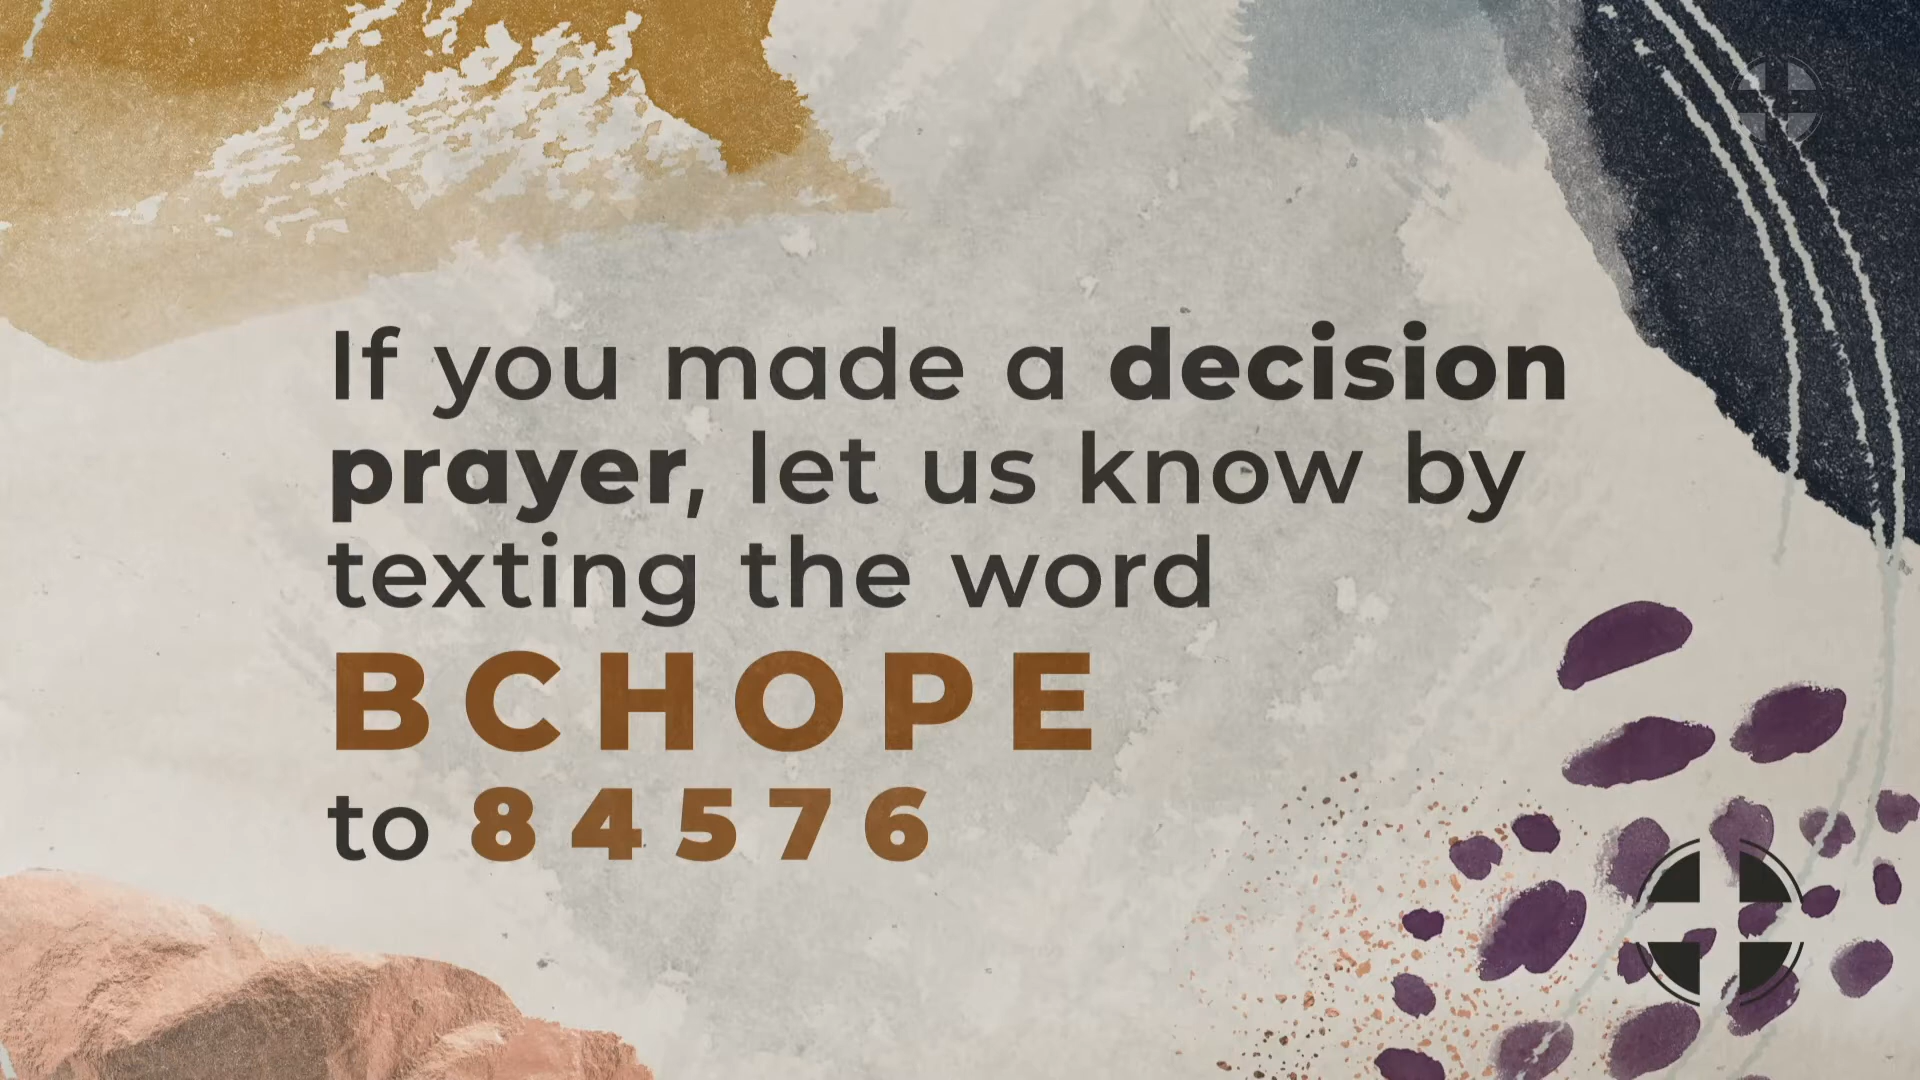 If you made a decision
prayer, let us know by
texting the word
BCHOPE
to 84576